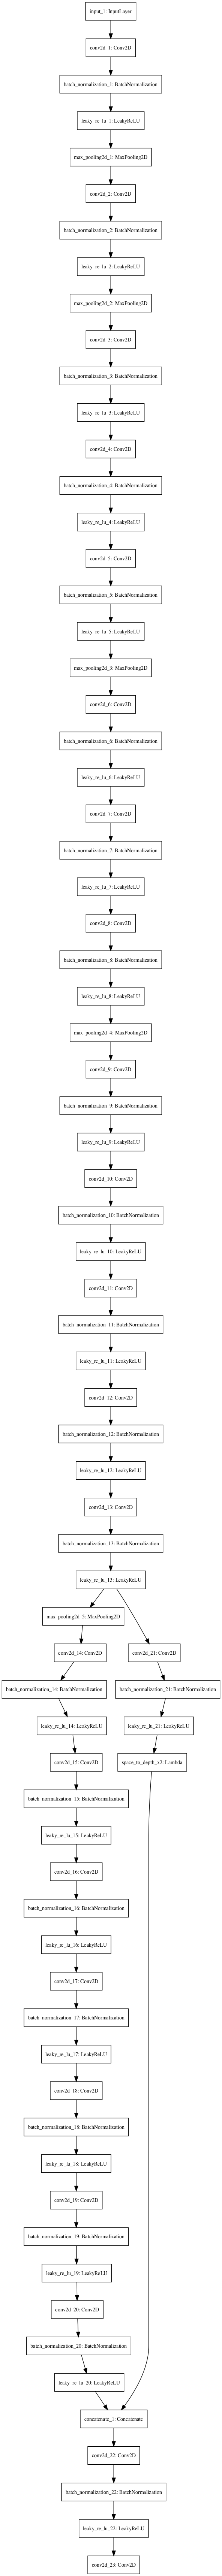 input_1: InputLayer
conv2d_1: Conv2D
batch_normalization_1: BatchNormalization
leaky_re_lu_1: LeakyReLU
max_pooling2d_1: MaxPooling2D
conv2d_2: Conv2D
batch_normalization_2: BatchNormalization
leaky_re_lu_2: LeakyReLU
max_pooling2d_2: MaxPooling2D
conv2d_3: Conv2D
batch_normalization_3: BatchNormalization
leaky_re_lu_3: LeakyReLU
conv2d_4: Conv2D
batch_normalization_4: BatchNormalization
leaky_re_lu_4: LeakyReLU
conv2d_5: Conv2D
batch_normalization_5: BatchNormalization
leaky_re_lu_5: LeakyReLU
max_pooling2d_3: MaxPooling2D
conv2d_6: Conv2D
batch_normalization_6: BatchNormalization
leaky_re_lu_6: LeakyReLU
conv2d_7: Conv2D
batch_normalization_7: BatchNormalization
leaky_re_lu_7: LeakyReLU
conv2d_8: Conv2D
batch_normalization_8: BatchNormalization
leaky_re_lu_8: LeakyReLU
max_pooling2d_4: MaxPooling2D
conv2d_9: Conv2D
batch_normalization_9: BatchNormalization
leaky_re_lu_9: LeakyReLU
conv2d_10: Conv2D
batch_normalization_10: BatchNormalization
leaky_re_lu_10: LeakyReLU
conv2d_11: Conv2D
batch_normalization_11: BatchNormalization
leaky_re_lu_11: LeakyReLU
conv2d_12: Conv2D
batch_normalization_12: BatchNormalization
leaky_re_lu_12: LeakyReLU
conv2d_13: Conv2D
batch_normalization_13: BatchNormalization
leaky_re_lu_13: LeakyReLU
max_pooling2d_5: MaxPooling2D
conv2d_14: Conv2D
conv2d_21: Conv2D
batch_normalization_14: BatchNormalization
batch_normalization_21: BatchNormalization
leaky_re_lu_14: LeakyReLU
leaky_re_lu_21: LeakyReLU
conv2d_15: Conv2D
space_to_depth_x2: Lambda
batch_normalization_15: BatchNormalization
leaky_re_lu_15: LeakyReLU
conv2d_16: Conv2D
batch_normalization_16: BatchNormalization
leaky_re_lu_16: LeakyReLU
conv2d_17: Conv2D
batch_normalization_17: BatchNormalization
leaky_re_lu_17: LeakyReLU
conv2d_18: Conv2D
batch_normalization_18: BatchNormalization
leaky_re_lu_18: LeakyReLU
conv2d_19: Conv2D
batch_normalization_19: BatchNormalization
leaky_re_lu_19: LeakyReLU
conv2d_20: Conv2D
batch_normalization_20: BatchNormalization
leaky_re_lu_20: LeakyReLU
concatenate_1: Concatenate
conv2d_22: Conv2D
batch_normalization_22: BatchNormalization
leaky_re_lu_22: LeakyReLU
conv2d_23: Conv2D